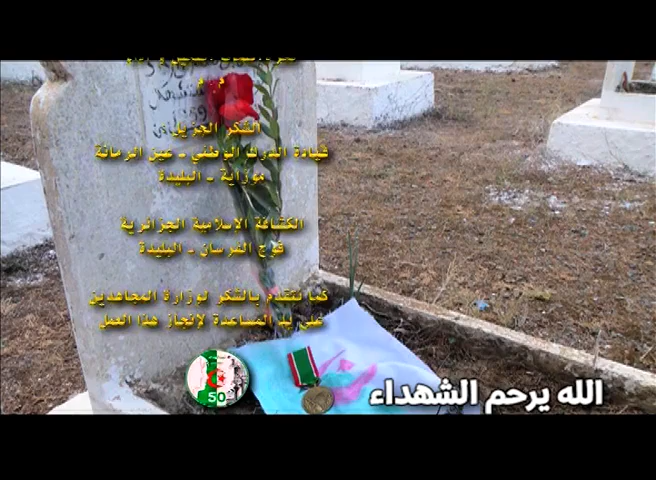 الشكر الجزيل
قيادة الدرك الوطني - عين الرمانة
موزاية - البليدة
الكشافة الاسلامية الجزائرية
فوج الفرسان - البليدة
كما نتقدم بالشكر لوزارة المجاهدين
على يد المساعدة لإنجاز هذا العمل
50
الله يرحم الشهداء